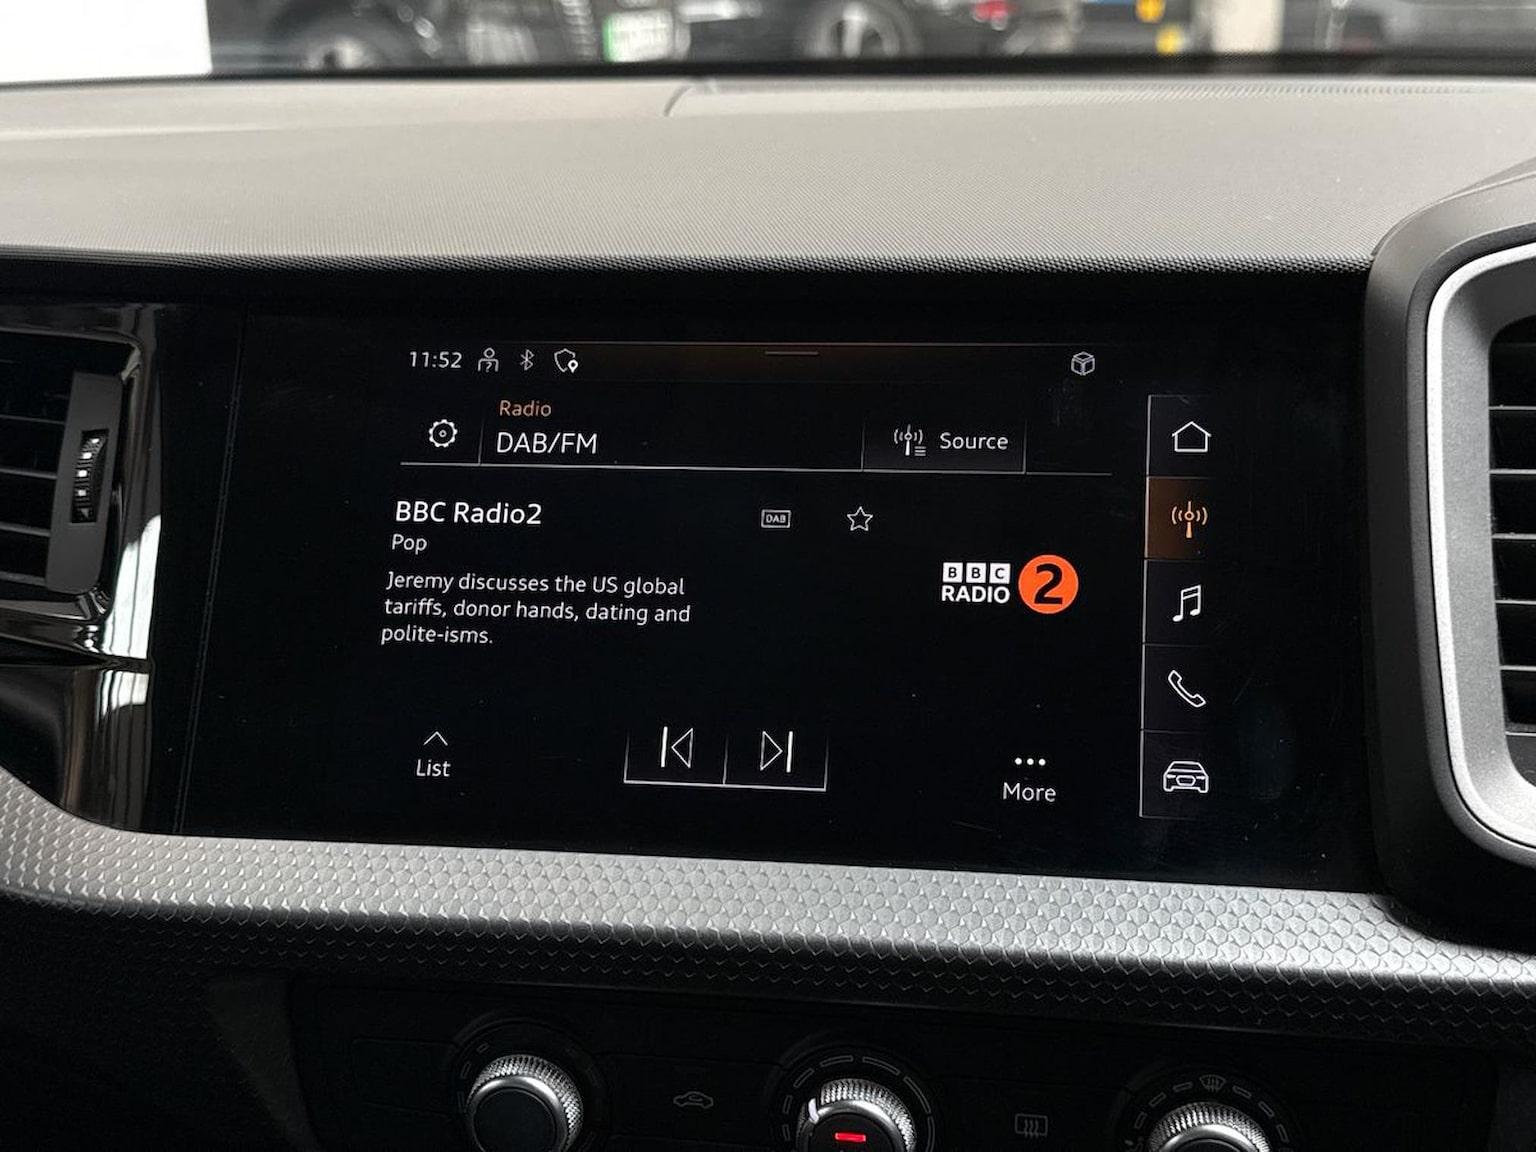 11:52
Radio
DAB/FM
Source
BBC Radio2
DAB
Pop
Jeremy discusses the US global
tariffs, donor hands, dating and
polite-isms.
BBC
RADIO 2
List
More